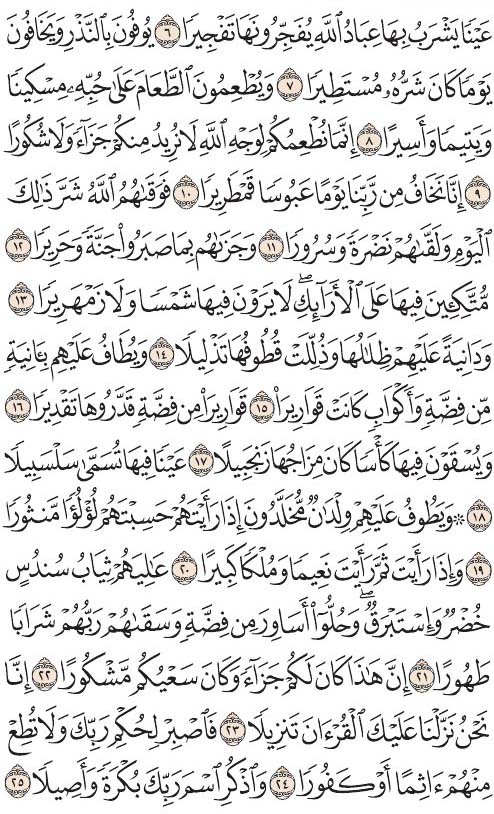 عَيْنًا يَشْرَبُ بِهَا عِبَادُ ٱللَّهِ يُفَجِّرُونَهَا تَفْجِيرًا ٦ يُوفُونَ بِٱلنَّذْرِ وَيَخَافُونَ
يَوْمًا كَانَ شَرُّهُۥ مُسْتَطِيرًا ٧ وَيُطْعِمُونَ ٱلطَّعَامَ عَلَىٰ حُبِّهِۦ مِسْكِينًا
وَيَتِيمًا وَأَسِيرًا ٨ إِنَّمَا نُطْعِمُكُمْ لِوَجْهِ ٱللَّهِ لَا نُرِيدُ مِنكُمْ جَزَآءً وَلَا شُكُورًا
٩ إِنَّا نَخَافُ مِن رَّبِّنَا يَوْمًا عَبُوسًا قَمْطَرِيرًا ١٠ فَوَقَىٰهُمُ ٱللَّهُ شَرَّ ذَٰلِكَ
ٱلْيَوْمِ وَلَقَّىٰهُمْ نَضْرَةً وَسُرُورًا ١١ وَجَزَىٰهُم بِمَا صَبَرُوا۟ جَنَّةً وَحَرِيرًا ١٢
مُّتَّكِـِٔينَ فِيهَا عَلَى ٱلْأَرَآئِكِ ۖ لَا يَرَوْنَ فِيهَا شَمْسًا وَلَا زَمْهَرِيرًا ١٣
وَدَانِيَةً عَلَيْهِمْ ظِلَـٰلُهَا وَذُلِّلَتْ قُطُوفُهَا تَذْلِيلًا ١٤ وَيُطَافُ عَلَيْهِم بِـَٔانِيَةٍ
مِّن فِضَّةٍ وَأَكْوَابٍ كَانَتْ قَوَارِيرَا۠ ١٥ قَوَارِيرَا۟ مِن فِضَّةٍ قَدَّرُوهَا تَقْدِيرًا ١٦
وَيُسْقَوْنَ فِيهَا كَأْسًا كَانَ مِزَاجُهَا زَنجَبِيلًا ١٧ عَيْنًا فِيهَا تُسَمَّىٰ سَلْسَبِيلًا
١٨ ۞ وَيَطُوفُ عَلَيْهِمْ وِلْدَٰنٌ مُّخَلَّدُونَ إِذَا رَأَيْتَهُمْ حَسِبْتَهُمْ لُؤْلُؤًا مَّنثُورًا
١٩ وَإِذَا رَأَيْتَ ثَمَّ رَأَيْتَ نَعِيمًا وَمُلْكًا كَبِيرًا ٢٠ عَـٰلِيَهُمْ ثِيَابُ سُندُسٍ
خُضْرٌ وَإِسْتَبْرَقٌ ۖ وَحُلُّوٓا۟ أَسَاوِرَ مِن فِضَّةٍ وَسَقَىٰهُمْ رَبُّهُمْ شَرَابًا
طَهُورًا ٢١ إِنَّ هَـٰذَا كَانَ لَكُمْ جَزَآءً وَكَانَ سَعْيُكُم مَّشْكُورًا ٢٢ إِنَّا
نَحْنُ نَزَّلْنَا عَلَيْكَ ٱلْقُرْءَانَ تَنزِيلًا ٢٣ فَٱصْبِرْ لِحُكْمِ رَبِّكَ وَلَا تُطِعْ
مِنْهُمْ ءَاثِمًا أَوْ كَفُورًا ٢٤ وَٱذْكُرِ ٱسْمَ رَبِّكَ بُكْرَةً وَأَصِيلًا ٢٥